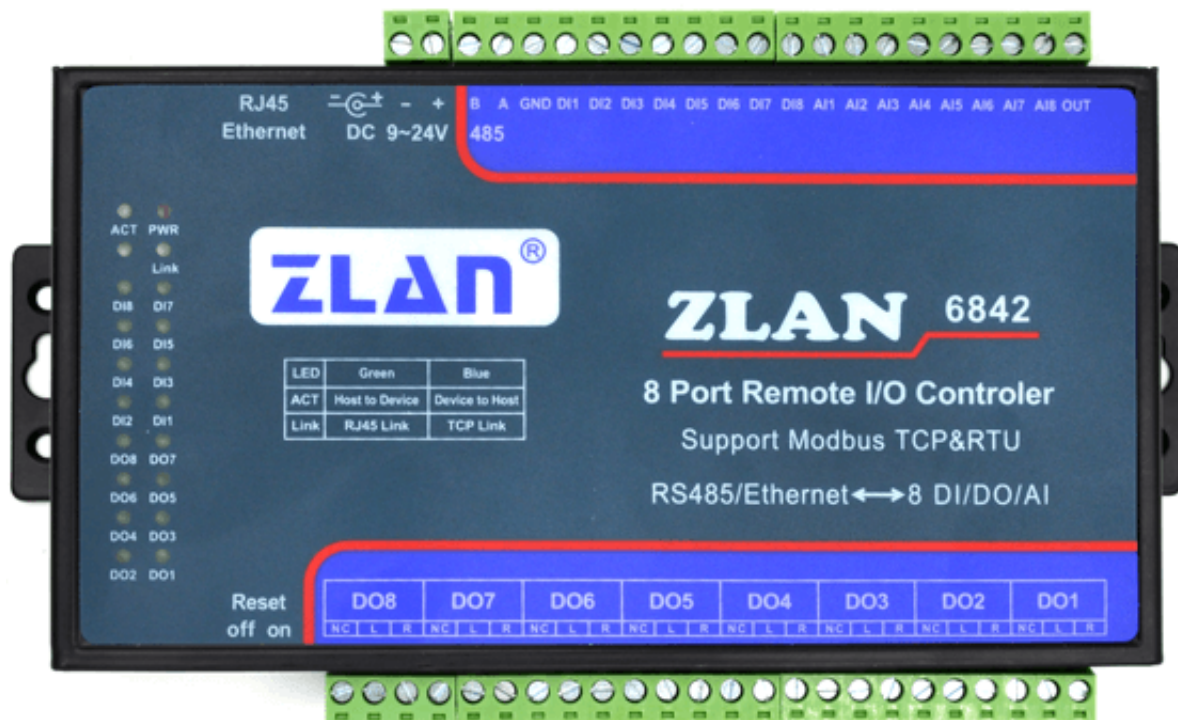 RJ45 - + - + B A GND DI1 DI2 DI3 DI4 DI5 DI6 DI7 DI8 AI1 AI2 AI3 AI4 AI5 AI6 AI7 AI8 OUT
Ethernet DC 9~24V 485
ACT PWR
Link
DI8 DI7
DI6 DI5
DI4 DI3
DI2 DI1
DO8 DO7
DO6 DO5
DO4 DO3
DO2 DO1
ZLAN®
LED Green Blue
ACT Host to Device Device to Host
Link RJ45 Link TCP Link
ZLAN 6842
8 Port Remote I/O Controler
Support Modbus TCP&RTU
RS485/Ethernet↔8 DI/DO/AI
Reset DO8 DO7 DO6 DO5 DO4 DO3 DO2 DO1
off on NC L R NC L R NC L R NC L R NC L R NC L R NC L R NC L R